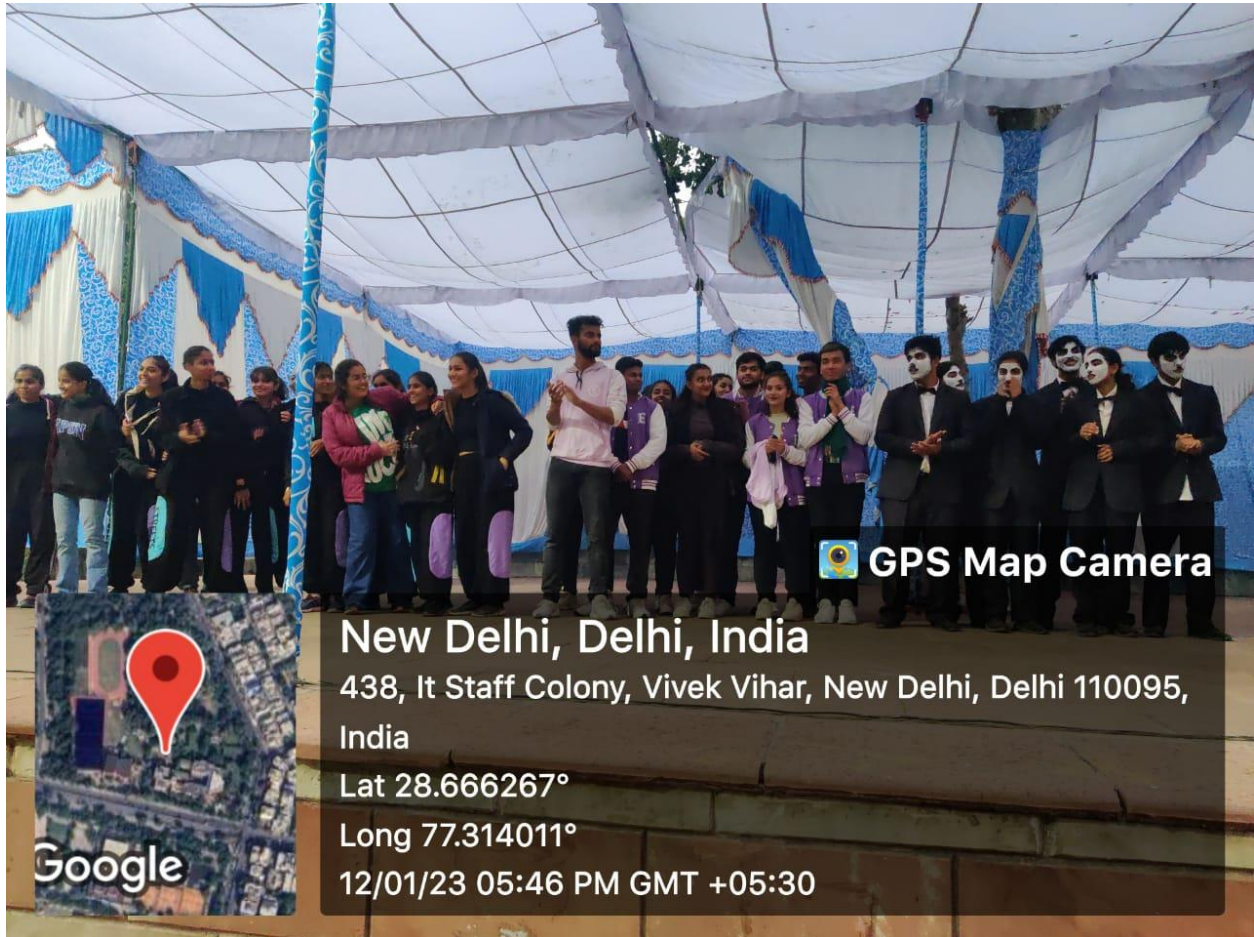 GPS Map Camera
New Delhi, Delhi, India
438, It Staff Colony, Vivek Vihar, New Delhi, Delhi 110095,
India
Lat 28.666267°
Long 77.314011°
12/01/23 05:46 PM GMT +05:30
Google